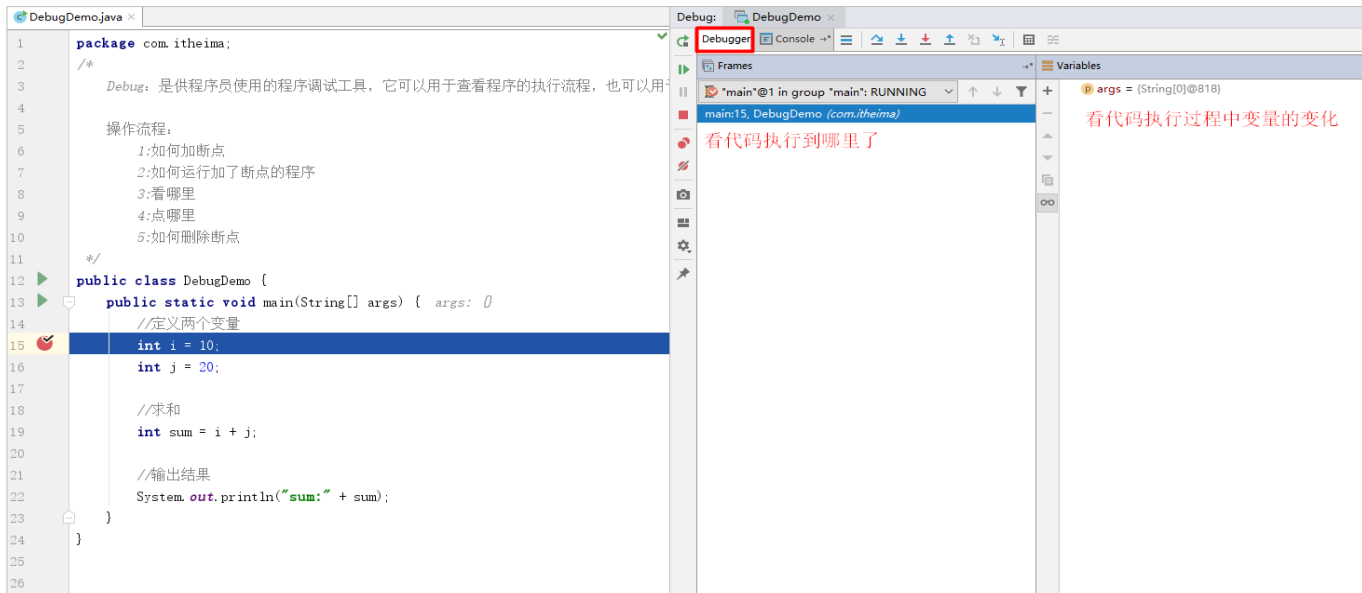 DebugDemo.java
1 package com.itheima;
2 /*
3 Debug：是供程序员使用的程序调试工具，它可以用于查看程序的执行流程，也可以用于
4
5 操作流程：
6 1:如何加断点
7 2:如何运行加了断点的程序
8 3:看哪里
9 4:点哪里
10 5:如何删除断点
11 */
12 public class DebugDemo {
13 public static void main(String[] args) { args: {}
14 //定义两个变量
15 int i = 10;
16 int j = 20;
17
18 //求和
19 int sum = i + j;
20
21 //输出结果
22 System.out.println("sum:" + sum);
23 }
24 }
25
26
Debug: DebugDemo
Debugger Console
Frames
"main"@1 in group "main": RUNNING
main:15, DebugDemo (com.itheima)
看代码执行到哪里了
Variables
args = {String[0]@818}
看代码执行过程中变量的变化